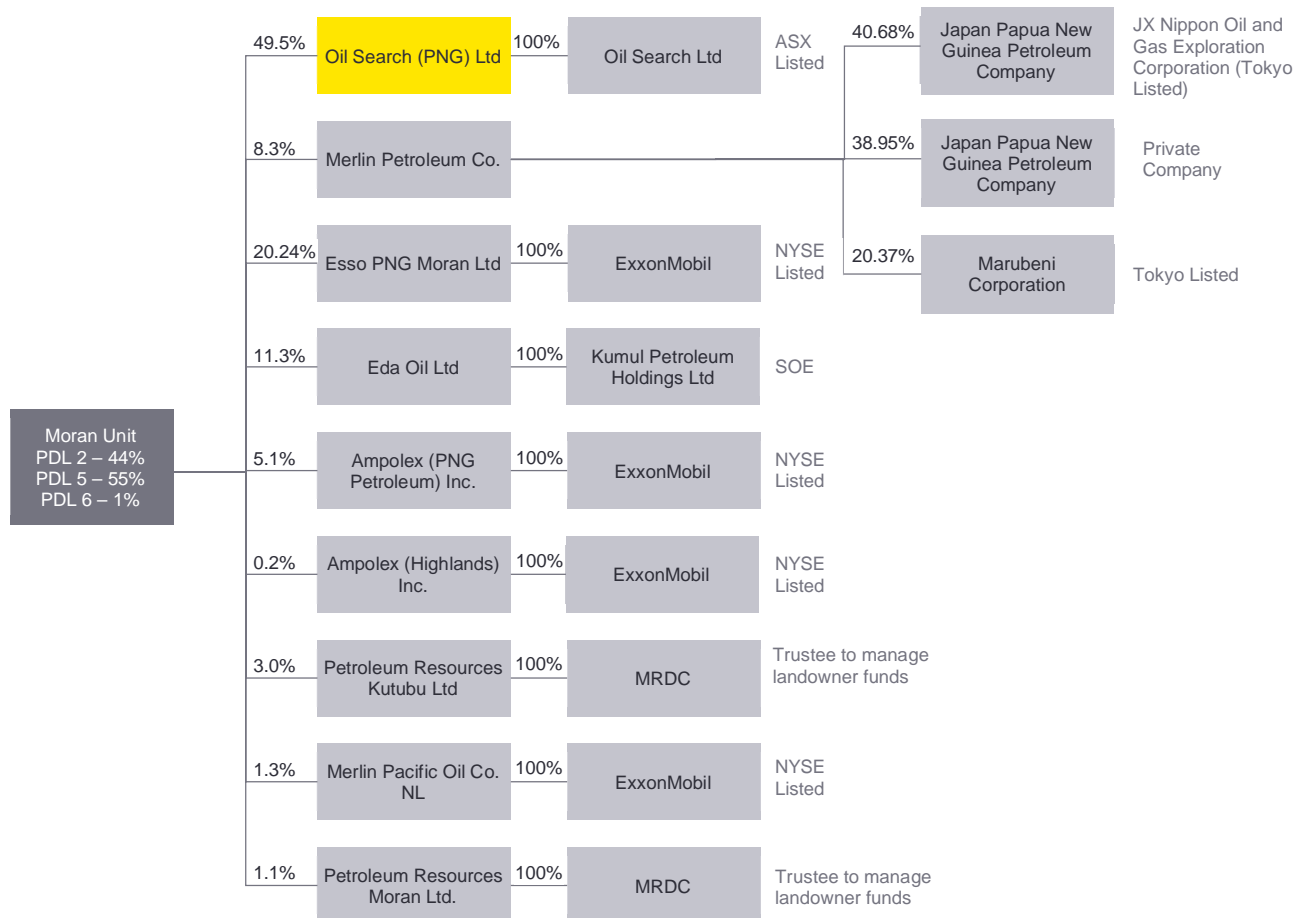 Moran Unit
PDL 2 – 44%
PDL 5 – 55%
PDL 6 – 1%
49.5%
Oil Search (PNG) Ltd
100%
Oil Search Ltd
ASX
Listed
8.3%
Merlin Petroleum Co.
40.68%
Japan Papua New
Guinea Petroleum
Company
JX Nippon Oil and
Gas Exploration
Corporation (Tokyo
Listed)
38.95%
Japan Papua New
Guinea Petroleum
Company
Private
Company
20.37%
Marubeni
Corporation
Tokyo Listed
20.24%
Esso PNG Moran Ltd
100%
ExxonMobil
NYSE
Listed
11.3%
Eda Oil Ltd
100%
Kumul Petroleum
Holdings Ltd
SOE
5.1%
Ampolex (PNG
Petroleum) Inc.
100%
ExxonMobil
NYSE
Listed
0.2%
Ampolex (Highlands)
Inc.
100%
ExxonMobil
NYSE
Listed
3.0%
Petroleum Resources
Kutubu Ltd
100%
MRDC
Trustee to manage
landowner funds
1.3%
Merlin Pacific Oil Co.
NL
100%
ExxonMobil
NYSE
Listed
1.1%
Petroleum Resources
Moran Ltd.
100%
MRDC
Trustee to manage
landowner funds